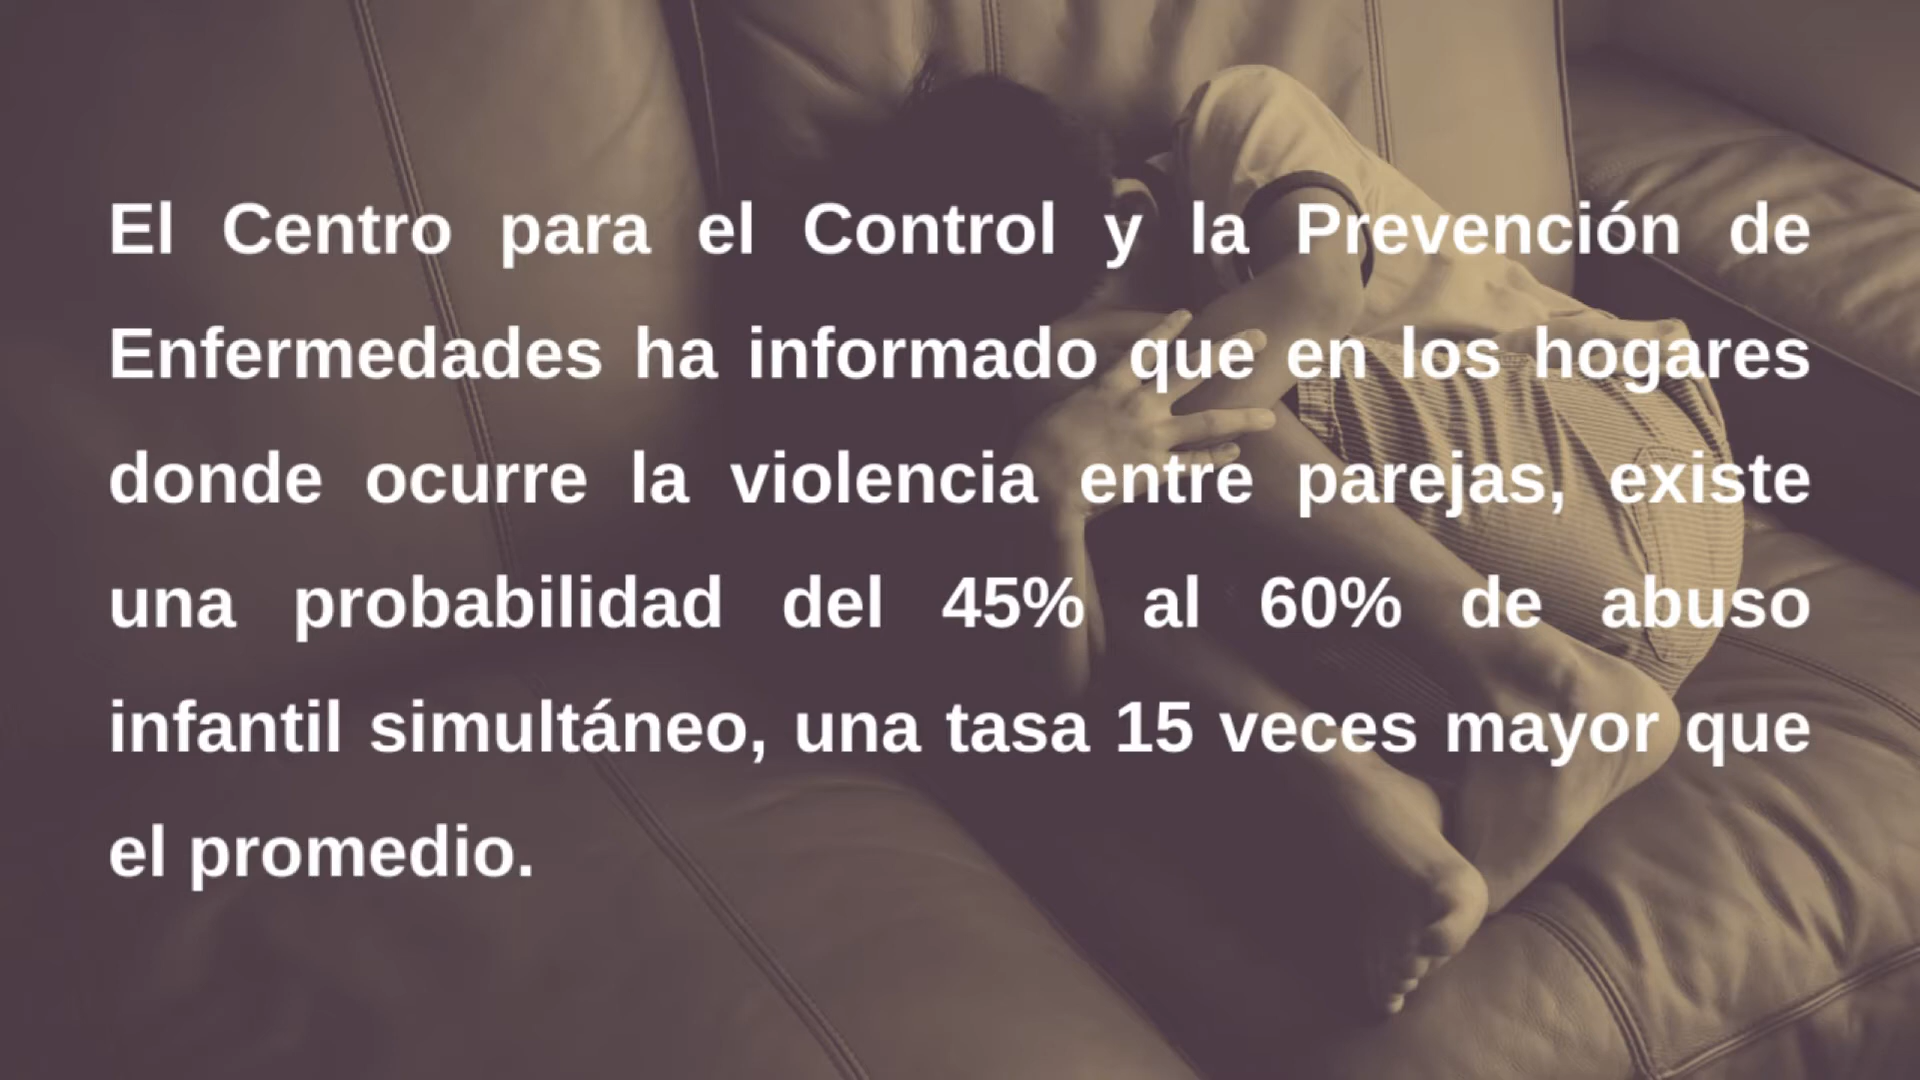 El Centro para el Control y la Prevención de
Enfermedades ha informado que en los hogares
donde ocurre la violencia entre parejas, existe
una probabilidad del 45% al 60% de abuso
infantil simultáneo, una tasa 15 veces mayor que
el promedio.